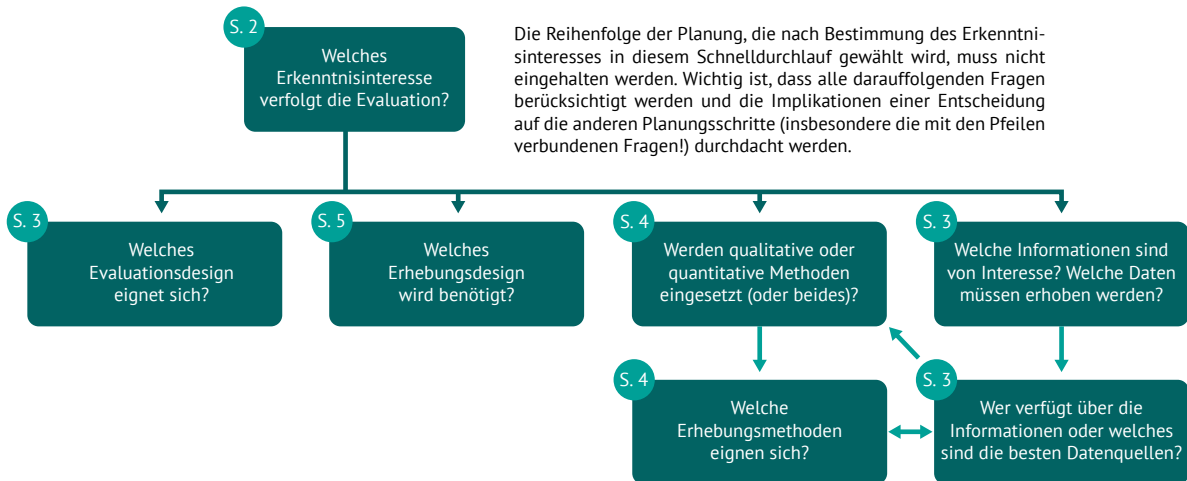 S. 2
Welches
Erkenntnisinteresse
verfolgt die Evaluation?
Die Reihenfolge der Planung, die nach Bestimmung des Erkenntni-
sinteresses in diesem Schnelldurchlauf gewählt wird, muss nicht
eingehalten werden. Wichtig ist, dass alle darauffolgenden Fragen
berücksichtigt werden und die Implikationen einer Entscheidung
auf die anderen Planungsschritte (insbesondere die mit den Pfeilen
verbundenen Fragen!) durchdacht werden.
S. 3
Welches
Evaluationsdesign
eignet sich?
S. 5
Welches
Erhebungsdesign
wird benötigt?
S. 4
Werden qualitative oder
quantitative Methoden
eingesetzt (oder beides)?
S. 3
Welche Informationen sind
von Interesse? Welche Daten
müssen erhoben werden?
S. 4
Welche
Erhebungsmethoden
eignen sich?
S. 3
Wer verfügt über die
Informationen oder welches
sind die besten Datenquellen?